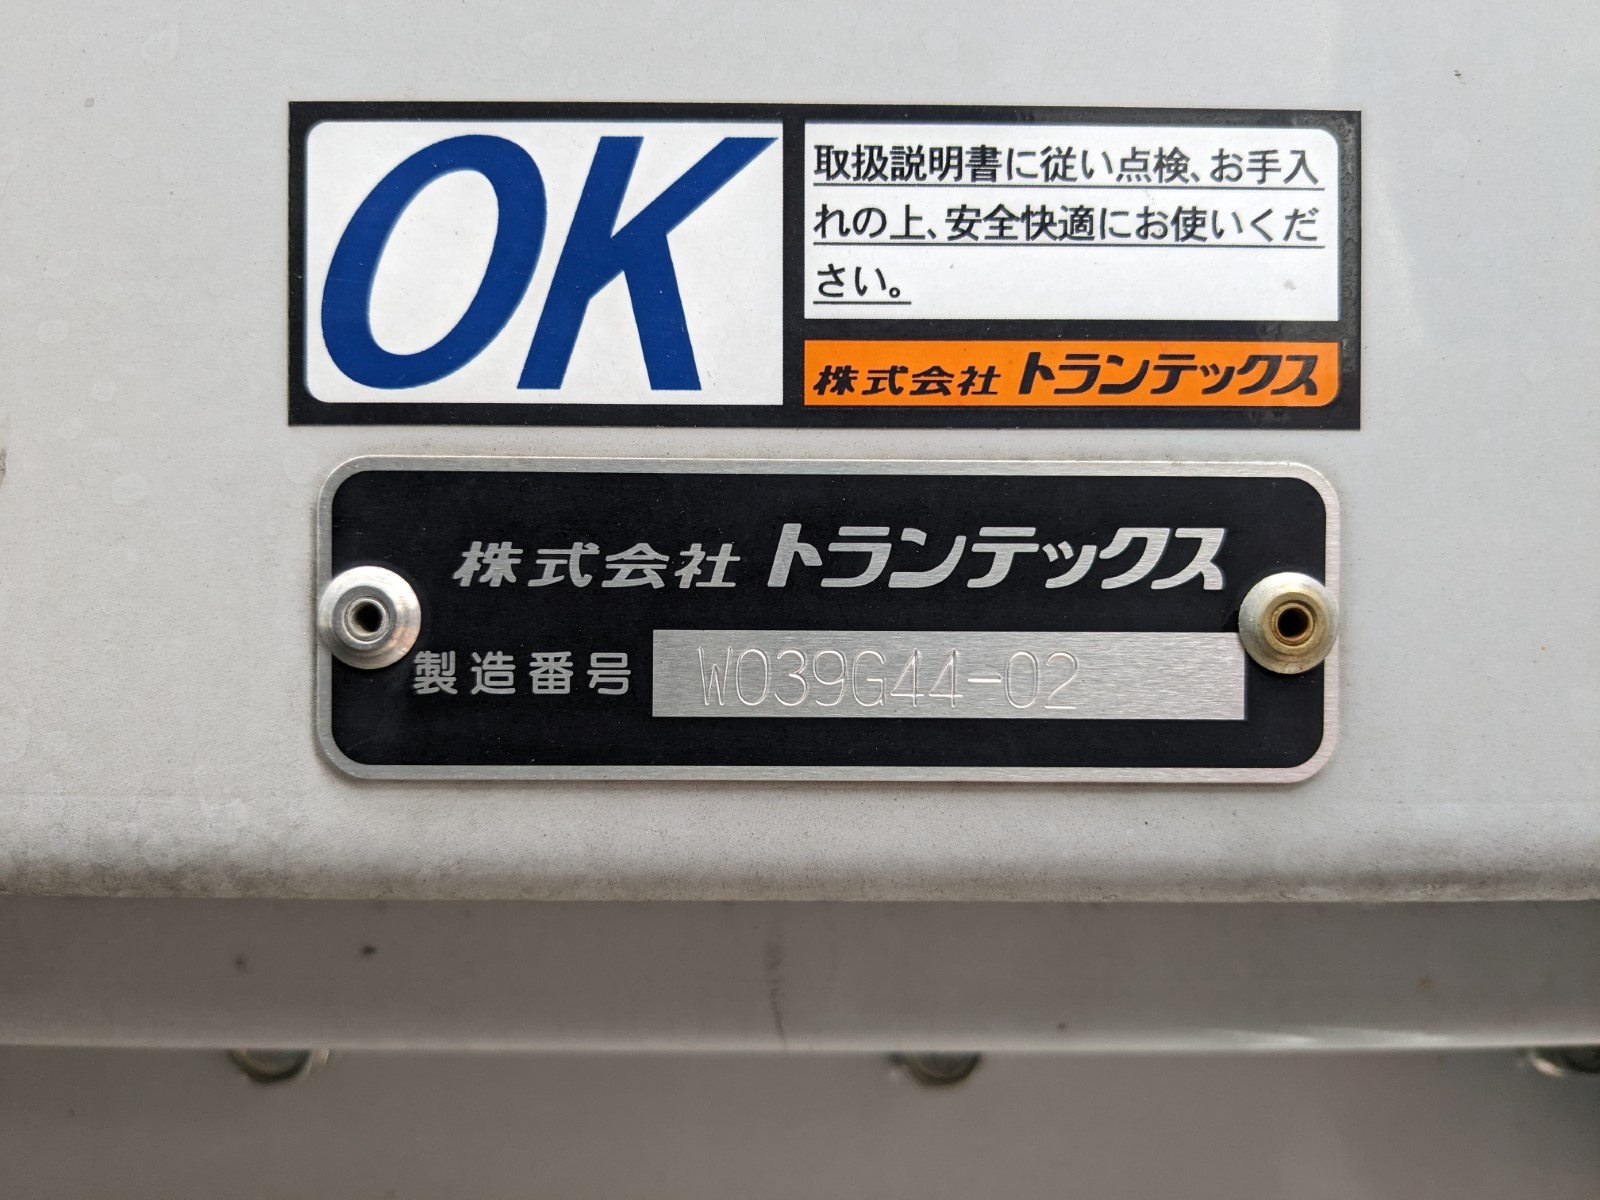 OK
取扱説明書に従い点検、お手入
れの上、安全快適にお使いくだ
さい。
株式会社 トランテックス
株式会社 トランテックス
製造番号 W039G44-02